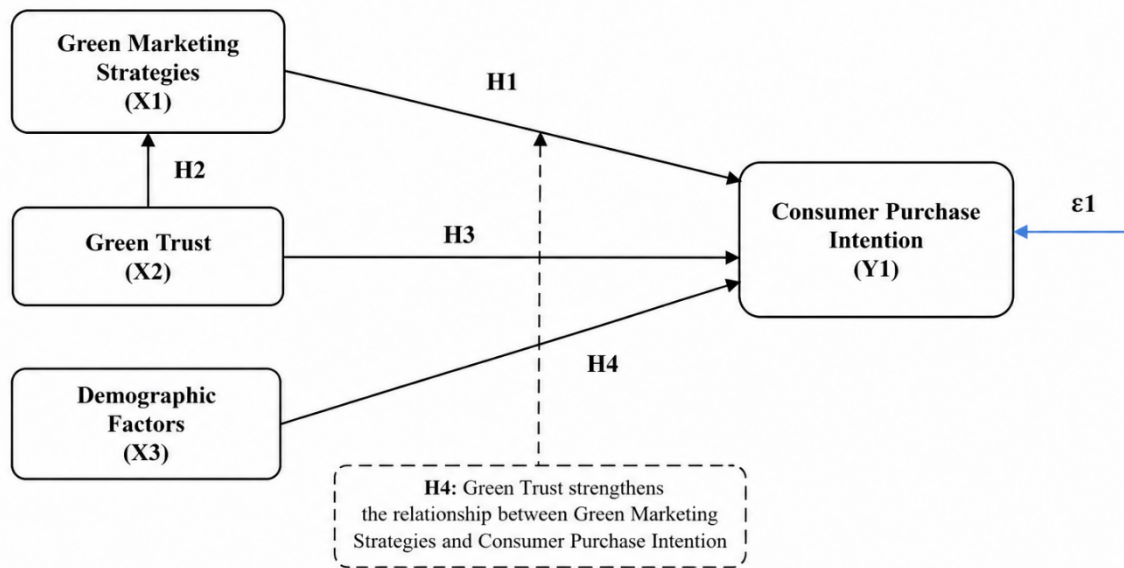 Green Marketing
Strategies
(X1)
H1
H2
Green Trust
(X2)
H3
Consumer Purchase
Intention
(Y1)
ε1
Demographic
Factors
(X3)
H4
H4: Green Trust strengthens
the relationship between Green Marketing
Strategies and Consumer Purchase Intention